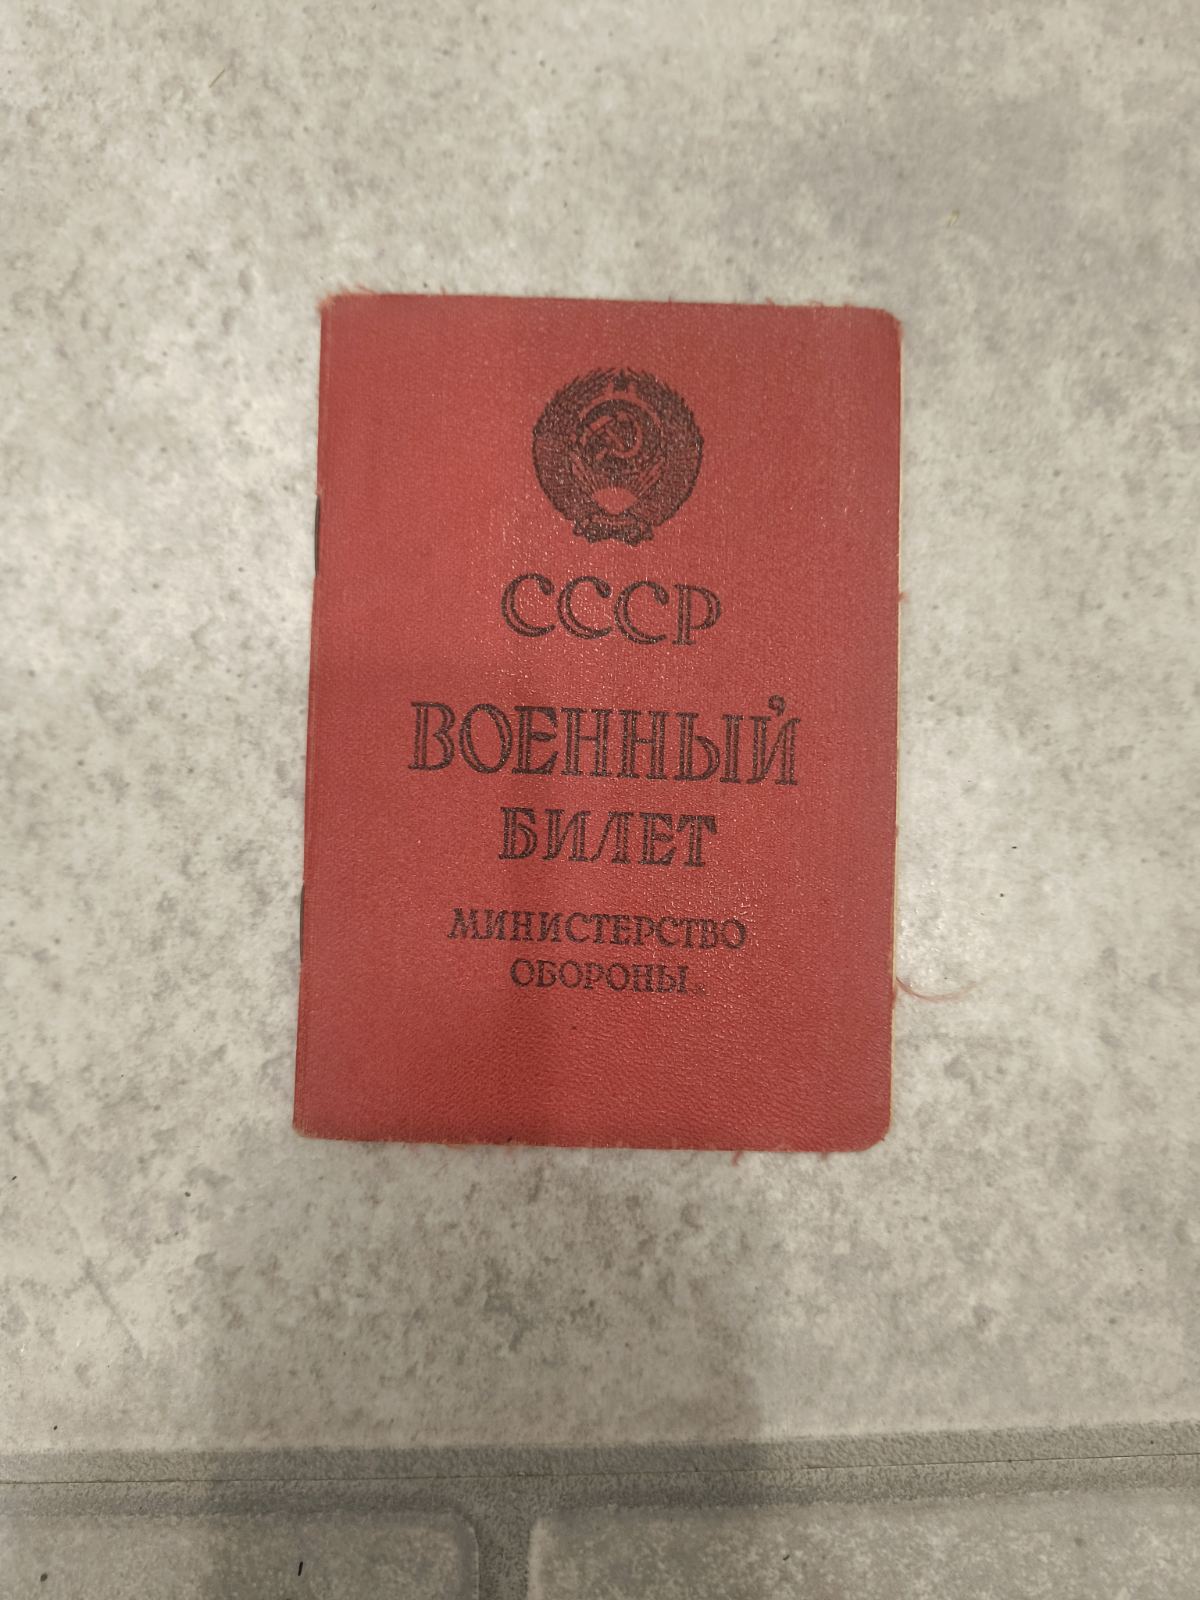 СССР
ВОЕННЫЙ
БИЛЕТ
МИНИСТЕРСТВО
ОБОРОНЫ